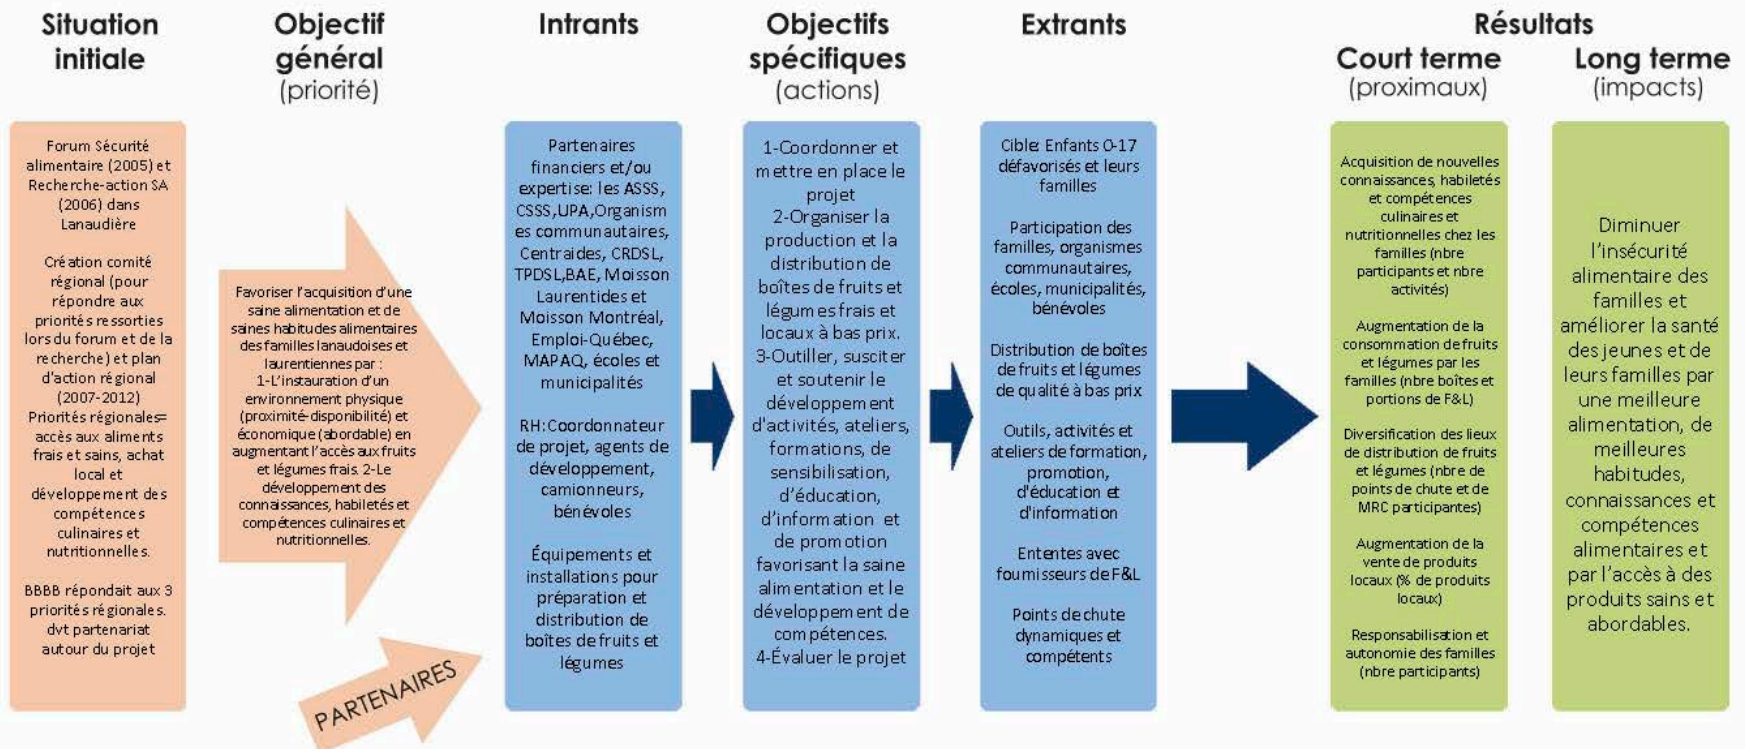 Situation
initiale
Objectif
général
(priorité)
Intrants
Objectifs
spécifiques
(actions)
Extrants
Résultats
Court terme
(proximaux)
Long terme
(impacts)
Forum Sécurité
alimentaire (2005) et
Recherche-action SA
(2006) dans
Lanaudière
Création comité
régional (pour
répondre aux
priorités ressorties
lors du forum et de la
recherche) et plan
d'action régional
(2007-2012)
Priorités régionales=
accès aux aliments
frais et sains, achat
local et
développement des
compétences
culinaires et
nutritionnelles.
BBBB répondait aux 3
priorités régionales.
dvt partenariat
autour du projet
Favoriser l'acquisition d'une
saine alimentation et de
saines habitudes alimentaires
des familles lanaudoises et
laurentiennes par :
1-L'instauration d'un
environnement physique
(proximité-disponibilité) et
économique (abordable) en
augmentant l'accès aux fruits
et légumes frais. 2-Le
développement des
connaissances, habiletés et
compétences culinaires et
nutritionnelles.
PARTENAIRES
Partenaires
financiers et/ou
expertise: les ASSS,
CSSS,UPA,Organism
es communautaires,
Centraides, CRDSL,
TPDSL,BAE, Moisson
Laurentides et
Moisson Montréal,
Emploi-Québec,
MAPAQ, écoles et
municipalités
RH:Coordonnateur
de projet, agents de
développement,
camionneurs,
bénévoles
Équipements et
installations pour
préparation et
distribution de
boîtes de fruits et
légumes
1-Coordonner et
mettre en place le
projet
2-Organiser la
production et la
distribution de
boîtes de fruits et
légumes frais et
locaux à bas prix.
3-Outiller, susciter
et soutenir le
développement
d'activités, ateliers,
formations, de
sensibilisation,
d'éducation,
d'information et
de promotion
favorisant la saine
alimentation et le
développement de
compétences.
4-Évaluer le projet
Cible: Enfants 0-17
défavorisés et leurs
familles
Participation des
familles, organismes
communautaires,
écoles, municipalités,
bénévoles
Distribution de boîtes
de fruits et légumes
de qualité à bas prix
Outils, activités et
ateliers de formation,
promotion,
d'éducation et
d'information
Ententes avec
fournisseurs de F&L
Points de chute
dynamiques et
compétents
Acquisition de nouvelles
connaissances, habiletés
et compétences
culinaires et
nutritionnelles chez les
familles (nbre
participants et nbre
activités)
Augmentation de la
consommation de fruits
et légumes par les
familles (nbre boîtes et
portions de F&L)
Diversification des lieux
de distribution de fruits
et légumes (nbre de
points de chute et de
MRC participantes)
Augmentation de la
vente de produits
locaux (% de produits
locaux)
Responsabilisation et
autonomie des familles
(nbre participants)
Diminuer
l'insécurité
alimentaire des
familles et
améliorer la santé
des jeunes et de
leurs familles par
une meilleure
alimentation, de
meilleures
habitudes,
connaissances et
compétences
alimentaires et
par l'accès à des
produits sains et
abordables.